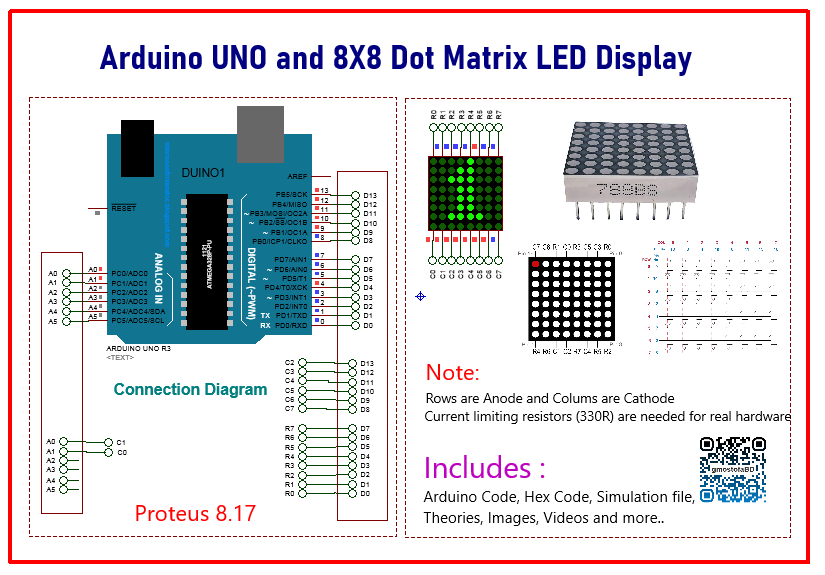 Arduino UNO and 8X8 Dot Matrix LED Display
DUINO1
AREF
RESET
13
PB5/SCK
12
PB4/MISO
11
~ PB3/MOSI/OC2A
10
~ PB2/SS/OC1B
9
~ PB1/OC1A
8
PB0/ICP1/CLKO
7
PD7/AIN1
6
~ PD6/AIN0
5
~ PD5/T1
4
PD4/T0/XCK
3
~ PD3/INT1
2
PD2/INT0
1
TX PD1/TXD
0
RX PD0/RXD
D13
D12
D11
D10
D9
D8
D7
D6
D5
D4
D3
D2
D1
D0
ANALOG IN
DIGITAL (~PWM)
A0 A0 PC0/ADC0
A1 A1 PC1/ADC1
A2 A2 PC2/ADC2
A3 A3 PC3/ADC3
A4 A4 PC4/ADC4/SDA
A5 A5 PC5/ADC5/SCL
ARDUINO UNO R3
<TEXT>
Connection Diagram
C2 D13
C3 D12
C4 D11
C5 D10
C6 D9
C7 D8
R7 D7
R6 D6
R5 D5
R4 D4
R3 D3
R2 D2
R1 D1
R0 D0
A0 C1
A1 C0
A2
A3
A4
A5
Proteus 8.17
R0 R1 R2 R3 R4 R5 R6 R7
C0 C1 C2 C3 C4 C5 C6 C7
788BS
C7 C6 R1 C0 R3 C5 C3 R0
R4 R6 C1 C2 R7 C4 R5 R2
Note:
Rows are Anode and Colums are Cathode
Current limiting resistors (330R) are needed for real hardware
Includes :
Arduino Code, Hex Code, Simulation file,
Theories, Images, Videos and more..
gmostofaBD